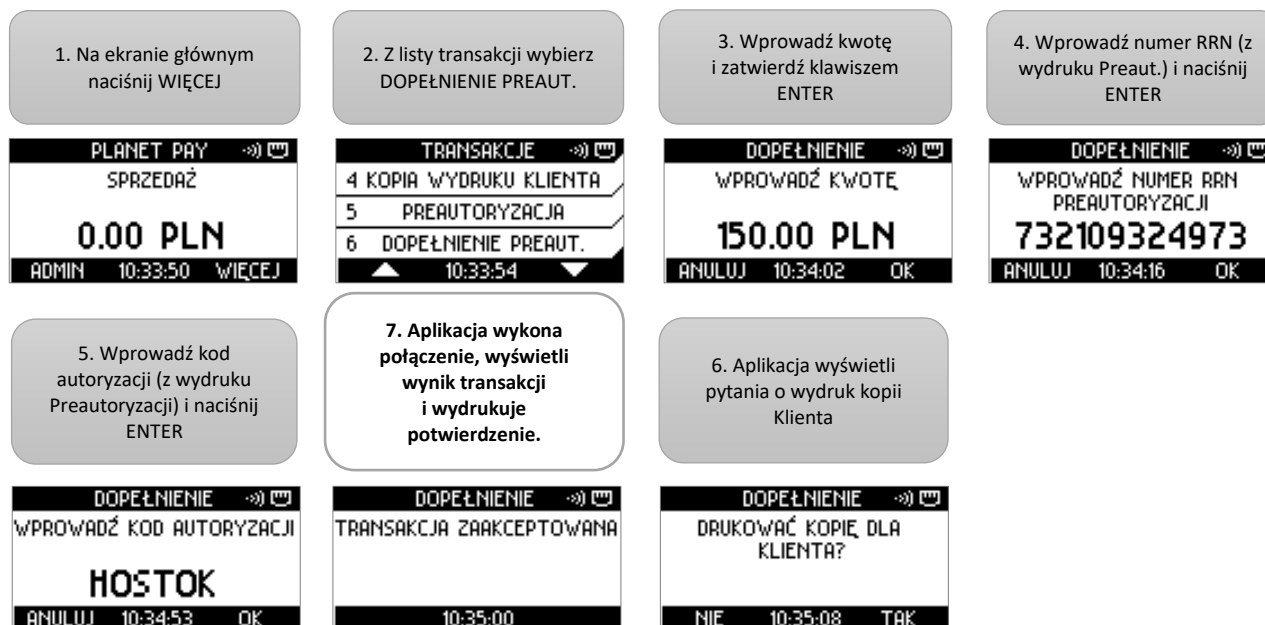 1. Na ekranie głównym
naciśnij WIĘCEJ
2. Z listy transakcji wybierz
DOPEŁNIENIE PREAUT.
3. Wprowadź kwotę
i zatwierdź klawiszem
ENTER
4. Wprowadź numer RRN (z
wydruku Preaut.) i naciśnij
ENTER
PLANET PAY
SPRZEDAŻ
0.00 PLN
ADMIN 10:33:50 WIĘCEJ
TRANSAKCJE
4 KOPIA WYDRUKU KLIENTA
5 PREAUTORYZACJA
6 DOPEŁNIENIE PREAUT.
10:33:54
DOPEŁNIENIE
WPROWADŹ KWOTĘ
150.00 PLN
ANULUJ 10:34:02 OK
DOPEŁNIENIE
WPROWADŹ NUMER RRN
PREAUTORYZACJI
732109324973
ANULUJ 10:34:16 OK
5. Wprowadź kod
autoryzacji (z wydruku
Preautoryzacji) i naciśnij
ENTER
7. Aplikacja wykona
połączenie, wyświetli
wynik transakcji
i wydrukuje
potwierdzenie.
6. Aplikacja wyświetli
pytania o wydruk kopii
Klienta
DOPEŁNIENIE
WPROWADŹ KOD AUTORYZACJI
HOSTOK
ANULUJ 10:34:53 OK
DOPEŁNIENIE
TRANSAKCJA ZAAKCEPTOWANA
10:35:00
DOPEŁNIENIE
DRUKOWAĆ KOPIĘ DLA
KLIENTA?
NIE 10:35:08 TAK